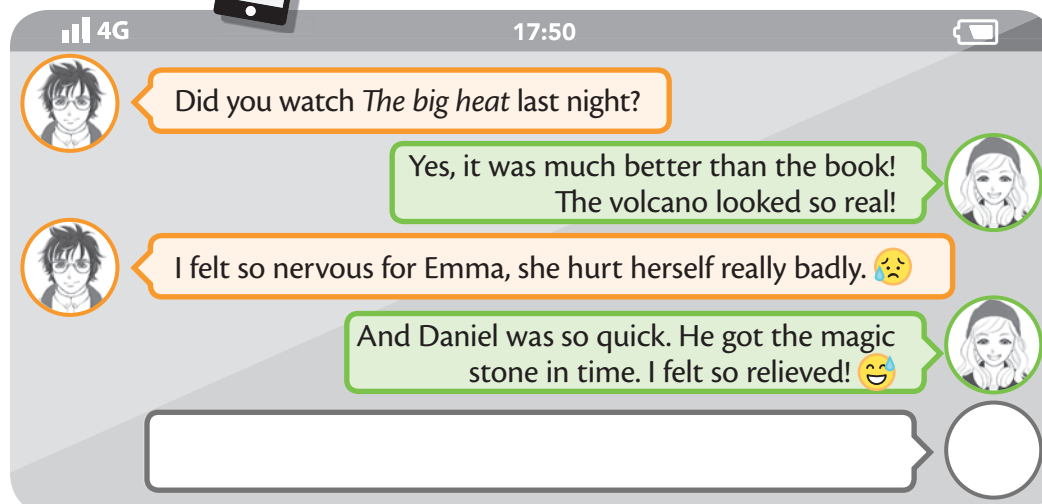 4G
17:50
Did you watch The big heat last night?
Yes, it was much better than the book!
The volcano looked so real!
I felt so nervous for Emma, she hurt herself really badly. 😥
And Daniel was so quick. He got the magic
stone in time. I felt so relieved! 😅